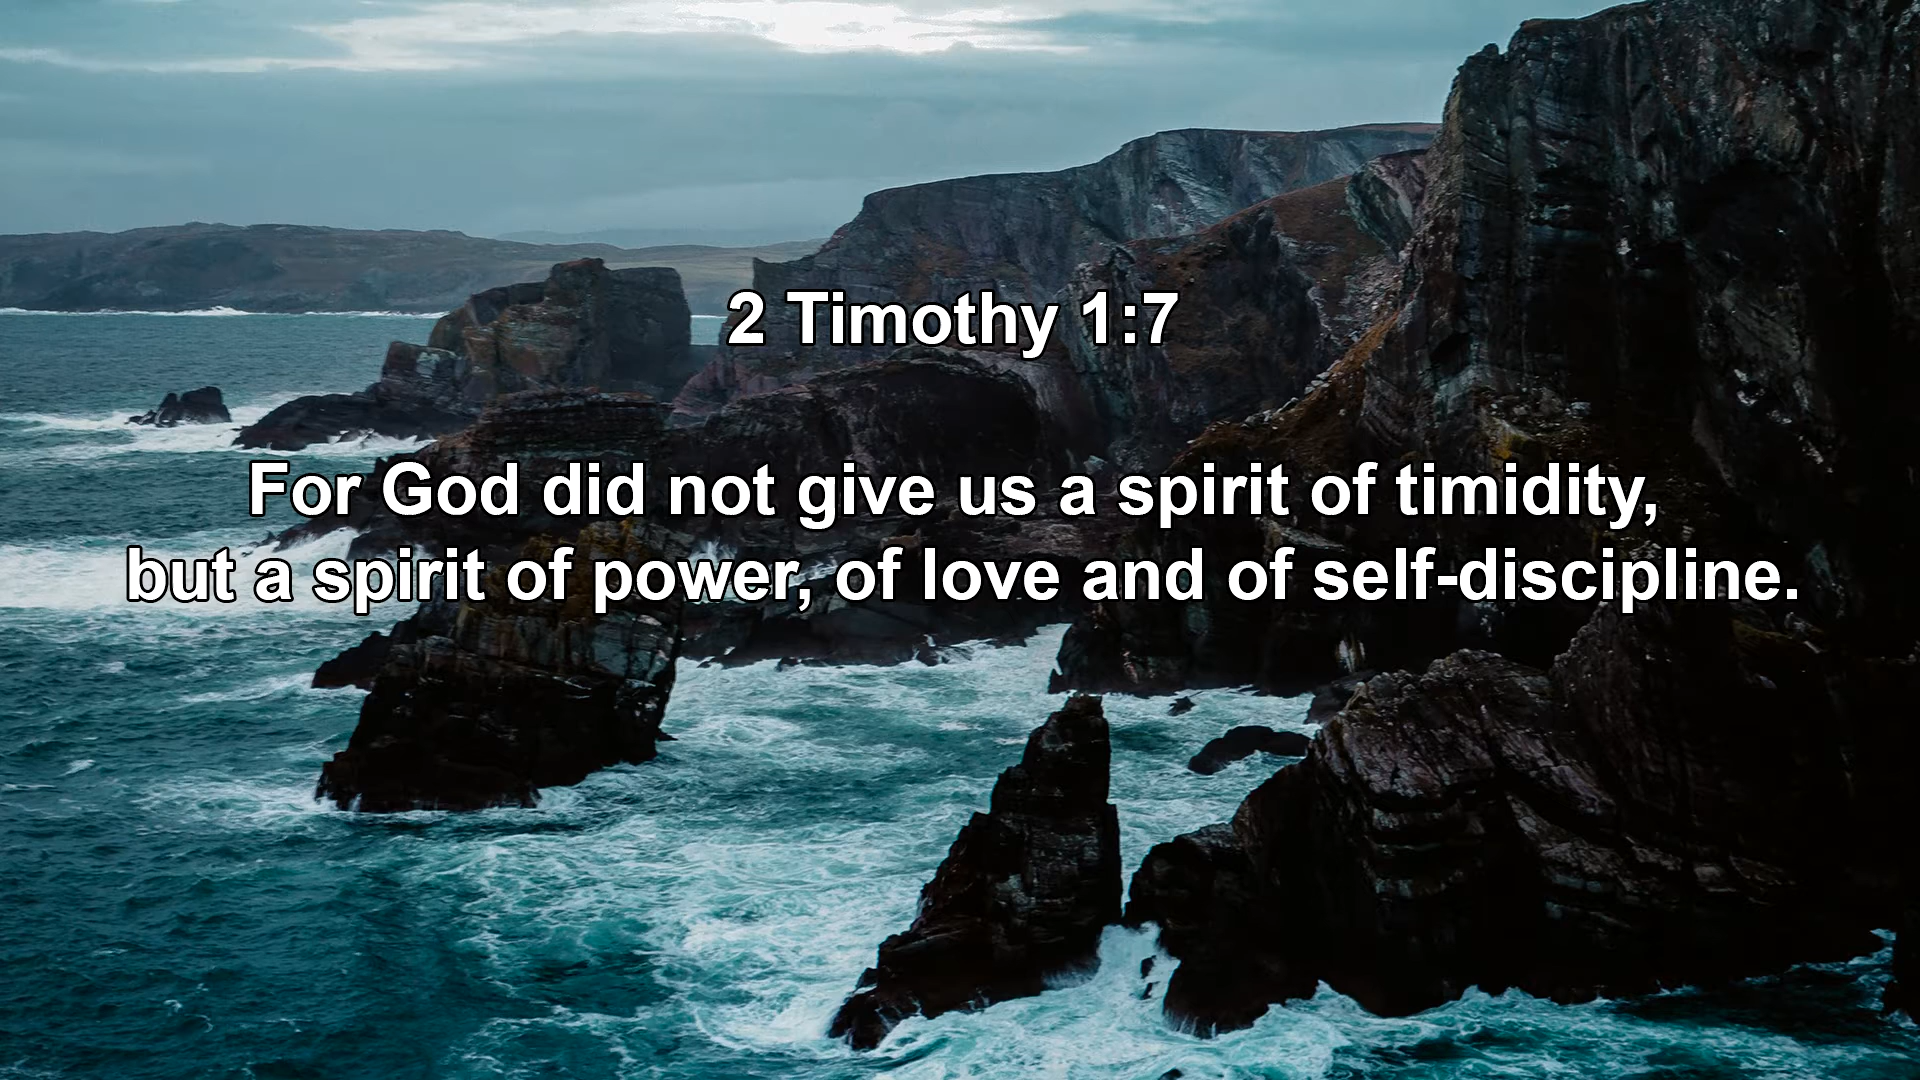 2 Timothy 1:7
For God did not give us a spirit of timidity,
but a spirit of power, of love and of self-discipline.